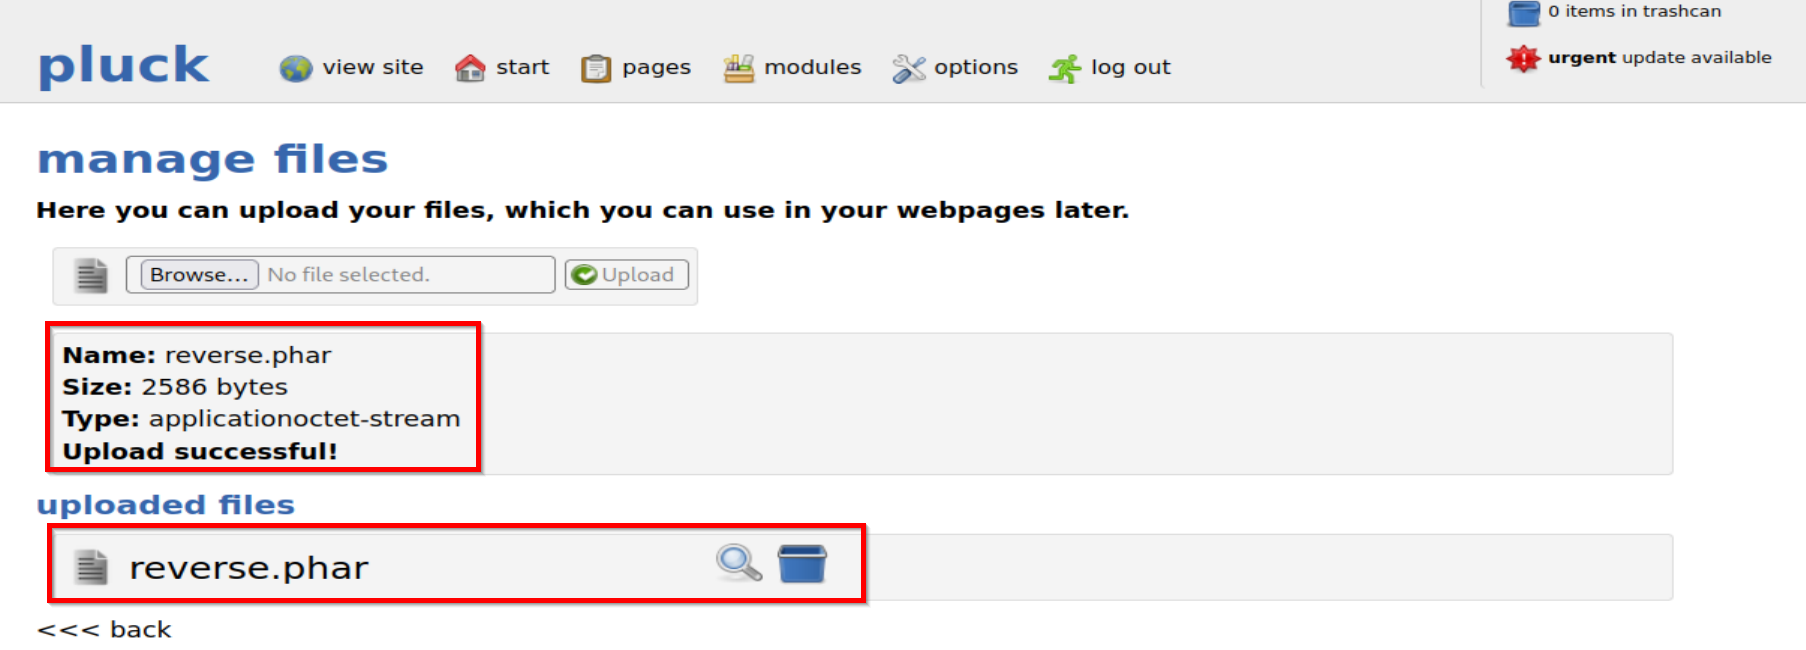 0 items in trashcan
pluck view site start pages modules options log out
urgent update available
manage files
Here you can upload your files, which you can use in your webpages later.
Browse... No file selected. Upload
Name: reverse.phar
Size: 2586 bytes
Type: applicationoctet-stream
Upload successful!
uploaded files
reverse.phar
<<< back